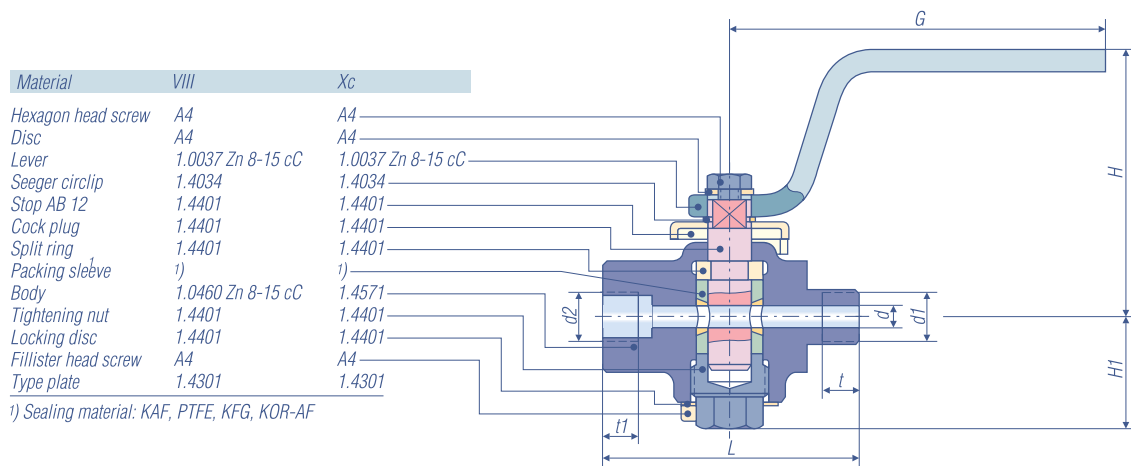 Material VIII Xc
Hexagon head screw A4 A4
Disc A4 A4
Lever 1.0037 Zn 8-15 cC 1.0037 Zn 8-15 cC
Seeger circlip 1.4034 1.4034
Stop AB 12 1.4401 1.4401
Cock plug 1.4401 1.4401
Split ring 1.4401 1.4401
Packing sleeve 1 1) 1)
Body 1.0460 Zn 8-15 cC 1.4571
Tightening nut 1.4401 1.4401
Locking disc 1.4401 1.4401
Fillister head screw A4 A4
Type plate 1.4301 1.4301
1) Sealing material: KAF, PTFE, KFG, KOR-AF
G
H
d2
d
d1
H1
t
t1
L